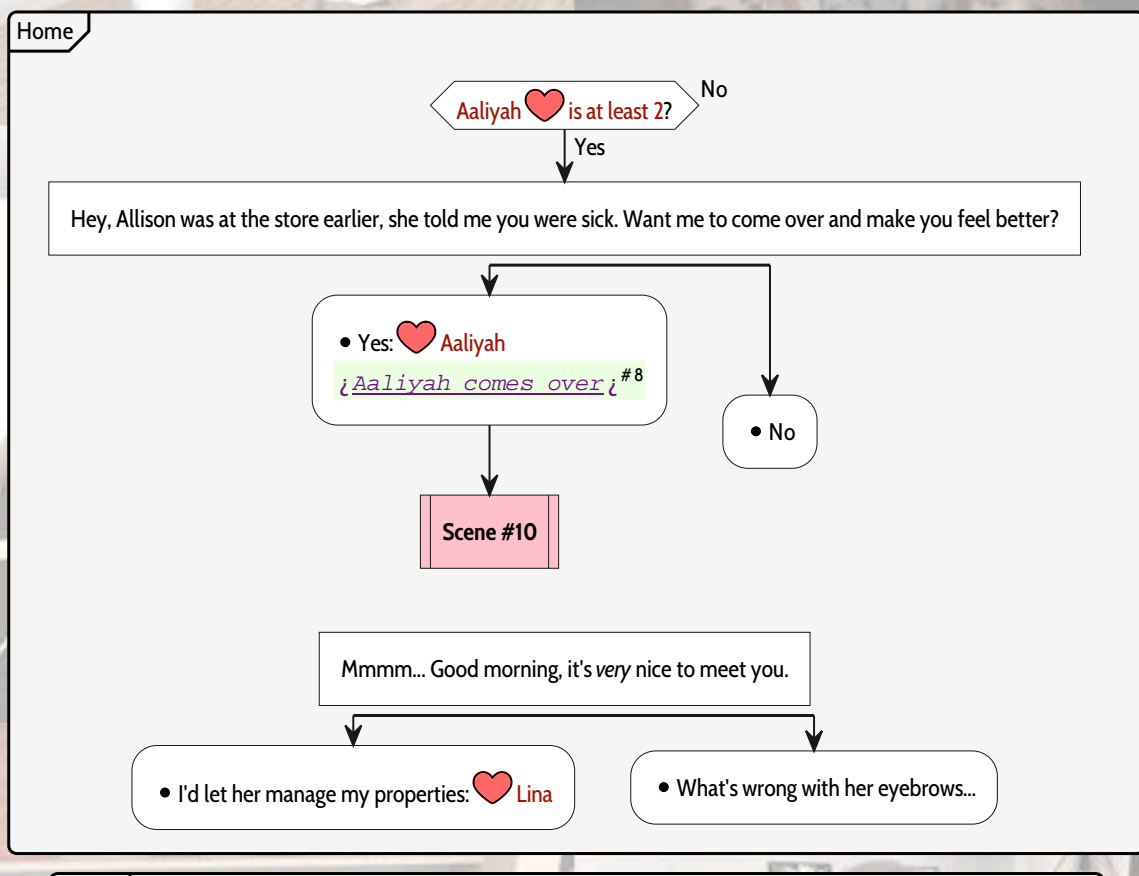 Home
Aaliyah is at least 2?
No
Yes
Hey, Allison was at the store earlier, she told me you were sick. Want me to come over and make you feel better?
• Yes: Aaliyah
¿Aaliyah comes over¿#8
• No
Scene #10
Mmmm... Good morning, it's very nice to meet you.
• I'd let her manage my properties: Lina
• What's wrong with her eyebrows...